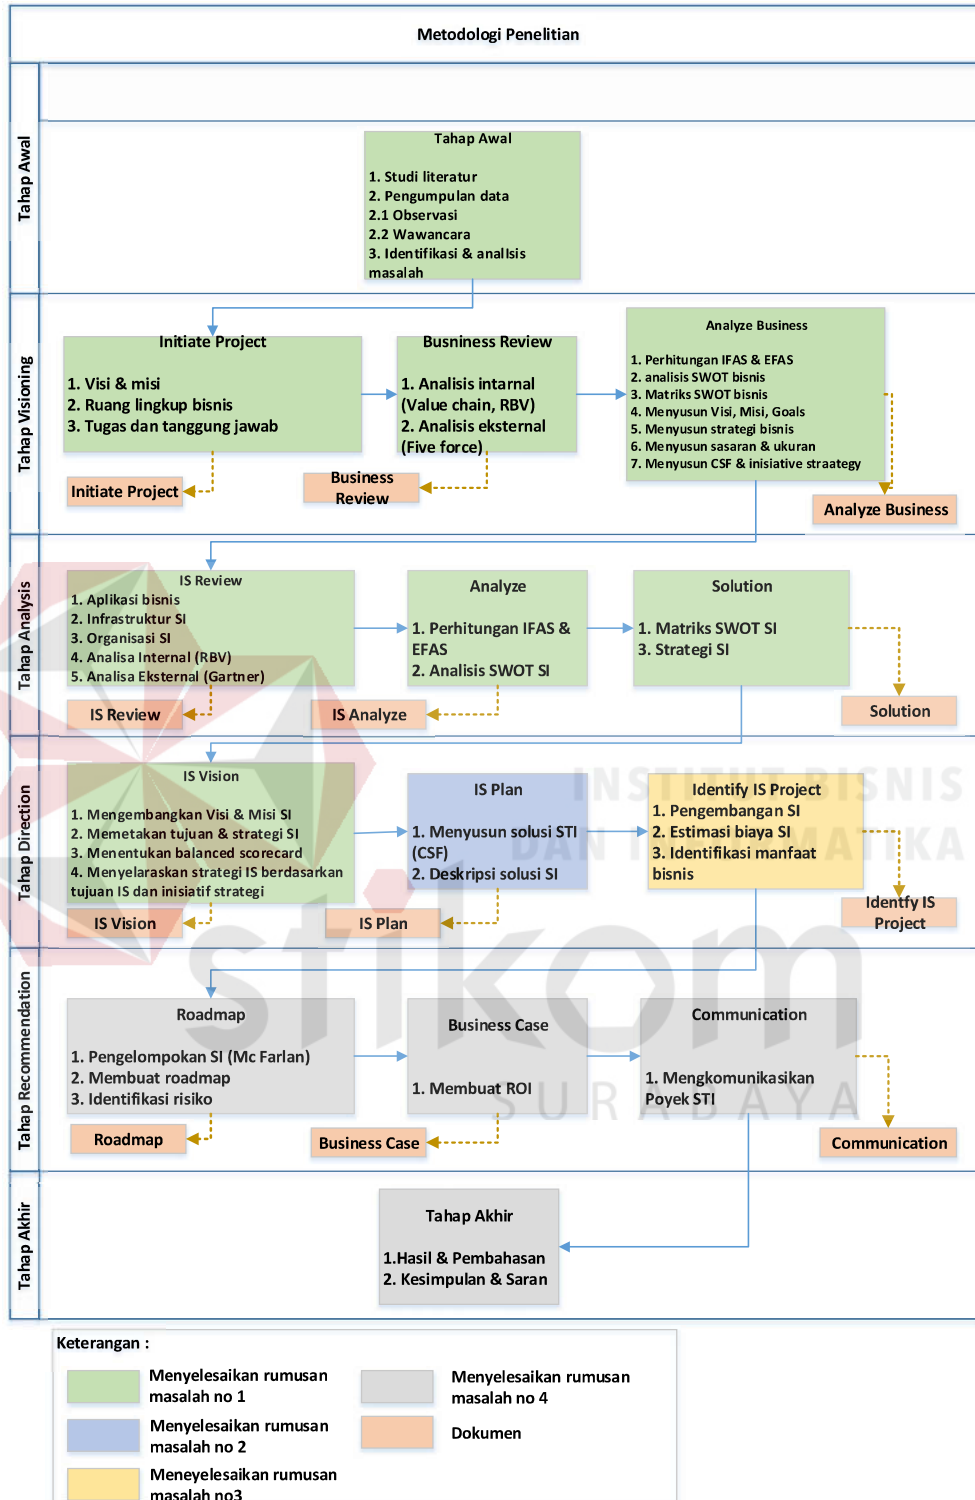 Metodologi Penelitian
Tahap Awal
Tahap Awal
1. Studi literatur
2. Pengumpulan data
2.1 Observasi
2.2 Wawancara
3. Identifikasi & analIsis
masalah
Tahap Visioning
Initiate Project
1. Visi & misi
2. Ruang lingkup bisnis
3. Tugas dan tanggung jawab
Initiate Project
Busniness Review
1. Analisis intarnal
(Value chain, RBV)
2. Analisis eksternal
(Five force)
Business
Review
Analyze Business
1. Perhitungan IFAS & EFAS
2. analisis SWOT bisnis
3. Matriks SWOT bisnis
4. Menyusun Visi, Misi, Goals
5. Menyusun strategi bisnis
6. Menyusun sasaran & ukuran
7. Menyusun CSF & inisiative straategy
Analyze Business
Tahap Analysis
IS Review
1. Aplikasi bisnis
2. Infrastruktur SI
3. Organisasi SI
4. Analisa Internal (RBV)
5. Analisa Eksternal (Gartner)
IS Review
Analyze
1. Perhitungan IFAS &
EFAS
2. Analisis SWOT SI
IS Analyze
Solution
1. Matriks SWOT SI
3. Strategi SI
Solution
Tahap Direction
IS Vision
1. Mengembangkan Visi & Misi SI
2. Memetakan tujuan & strategi SI
3. Menentukan balanced scorecard
4. Menyelaraskan strategi IS berdasarkan
tujuan IS dan inisiatif strategi
IS Vision
IS Plan
1. Menyusun solusi STI
(CSF)
2. Deskripsi solusi SI
IS Plan
Identify IS Project
1. Pengembangan SI
2. Estimasi biaya SI
3. Identifikasi manfaat
bisnis
Identfy IS
Project
INSTITUT BISNIS
DAN INFORMATIKA
stikom
SURABAYA
Tahap Recommendation
Roadmap
1. Pengelompokan SI (Mc Farlan)
2. Membuat roadmap
3. Identifikasi risiko
Roadmap
Business Case
1. Membuat ROI
Business Case
Communication
1. Mengkomunikasikan
Poyek STI
Communication
Tahap Akhir
Tahap Akhir
1.Hasil & Pembahasan
2. Kesimpulan & Saran
Keterangan :
Menyelesaikan rumusan
masalah no 1
Menyelesaikan rumusan
masalah no 2
Meneyelesaikan rumusan
masalah no3
Menyelesaikan rumusan
masalah no 4
Dokumen